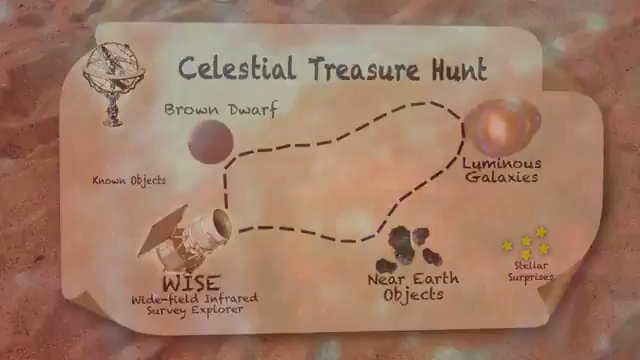 Celestial Treasure Hunt
Brown Dwarf
Luminous
Galaxies
Known Objects
WISE
Wide-field Infrared
Survey Explorer
Near Earth
Objects
Stellar
Surprises